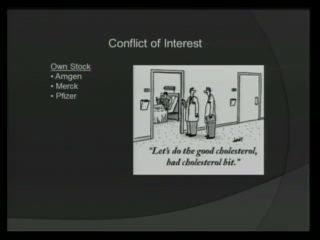 Conflict of Interest
Own Stock
• Amgen
• Merck
• Pfizer
"Let's do the good cholesterol,
bad cholesterol bit."